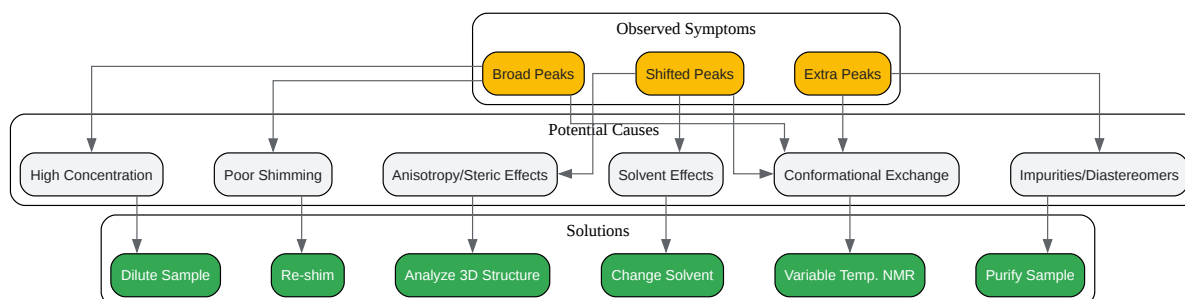 Observed Symptoms
Broad Peaks
Shifted Peaks
Extra Peaks
Potential Causes
High Concentration
Poor Shimming
Anisotropy/Steric Effects
Solvent Effects
Conformational Exchange
Impurities/Diastereomers
Solutions
Dilute Sample
Re-shim
Analyze 3D Structure
Change Solvent
Variable Temp. NMR
Purify Sample